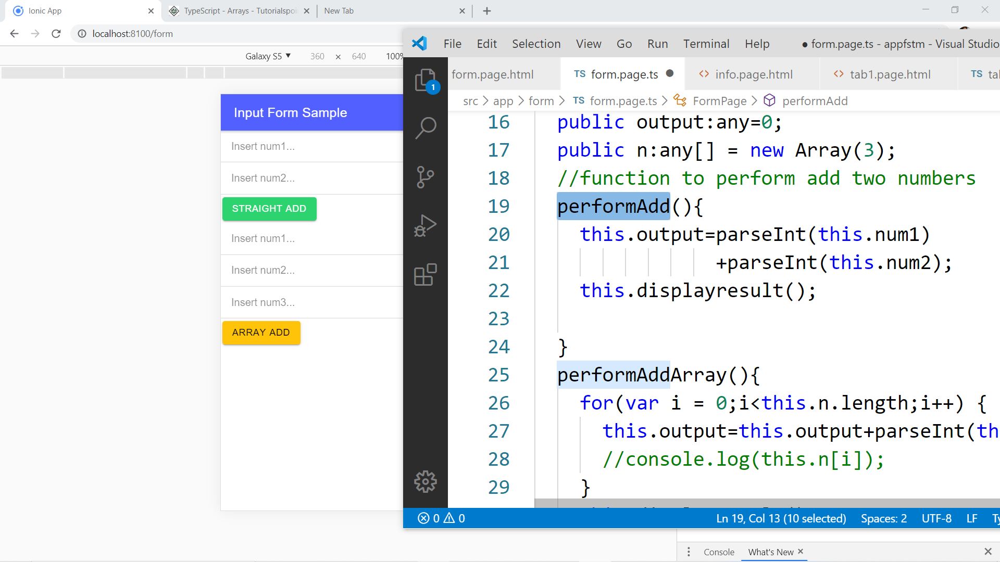 Ionic App
TypeScript - Arrays - Tutorialspoi
New Tab
localhost:8100/form
Galaxy S5 ▼ 360 × 640 100%
Input Form Sample
Insert num1...
Insert num2...
STRAIGHT ADD
Insert num1...
Insert num2...
Insert num3...
ARRAY ADD
File Edit Selection View Go Run Terminal Help ● form.page.ts - appfstm - Visual Studio
1
form.page.html
TS form.page.ts ●
<> info.page.html
<> tab1.page.html
TS tal
src > app > form > TS form.page.ts > FormPage > performAdd
16 public output:any=0;
17 public n:any[] = new Array(3);
18 //function to perform add two numbers
19 performAdd(){
20 this.output=parseInt(this.num1)
21 +parseInt(this.num2);
22 this.displayresult();
23
24 }
25 performAddArray(){
26 for(var i = 0;i<this.n.length;i++) {
27 this.output=this.output+parseInt(th
28 //console.log(this.n[i]);
29 }
0 0 Ln 19, Col 13 (10 selected) Spaces: 2 UTF-8 LF Ty
Console What's New ×